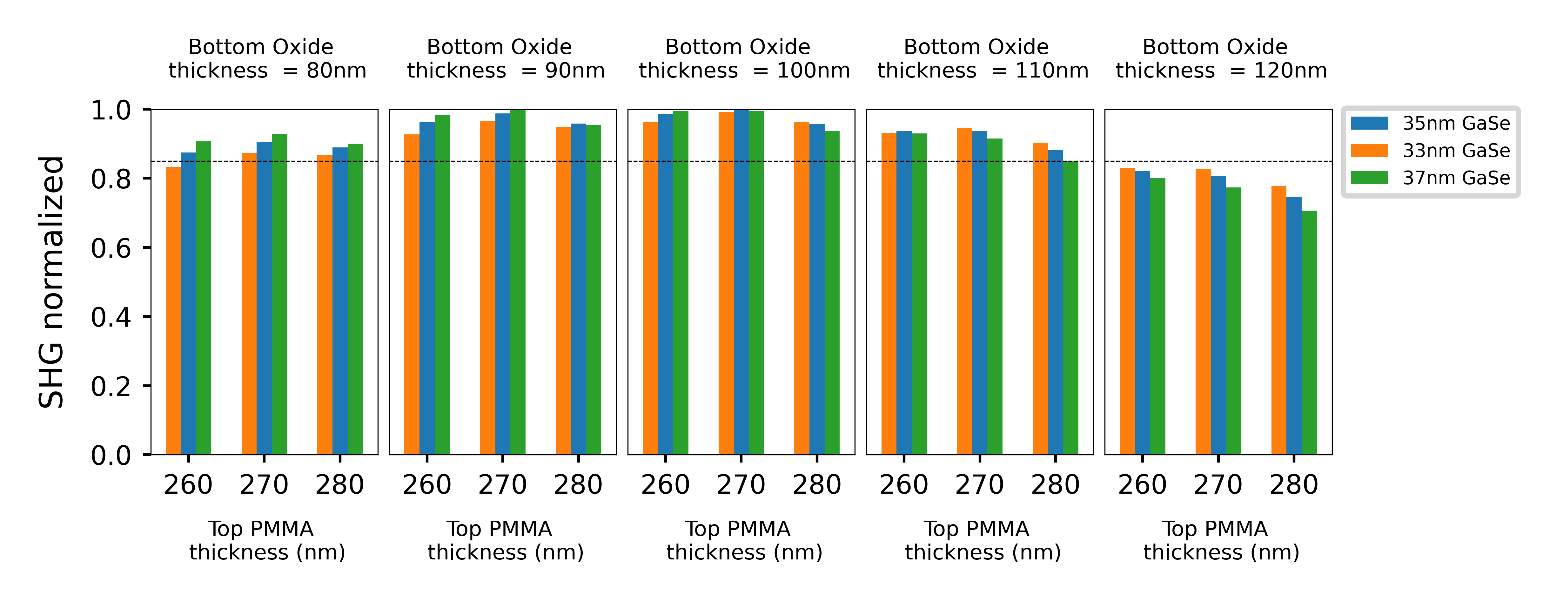 Bottom Oxide
thickness = 80nm
Bottom Oxide
thickness = 90nm
Bottom Oxide
thickness = 100nm
Bottom Oxide
thickness = 110nm
Bottom Oxide
thickness = 120nm
SHG normalized
1.0
0.8
0.6
0.4
0.2
0.0
260 270 280
260 270 280
260 270 280
260 270 280
260 270 280
Top PMMA
thickness (nm)
Top PMMA
thickness (nm)
Top PMMA
thickness (nm)
Top PMMA
thickness (nm)
Top PMMA
thickness (nm)
35nm GaSe
33nm GaSe
37nm GaSe